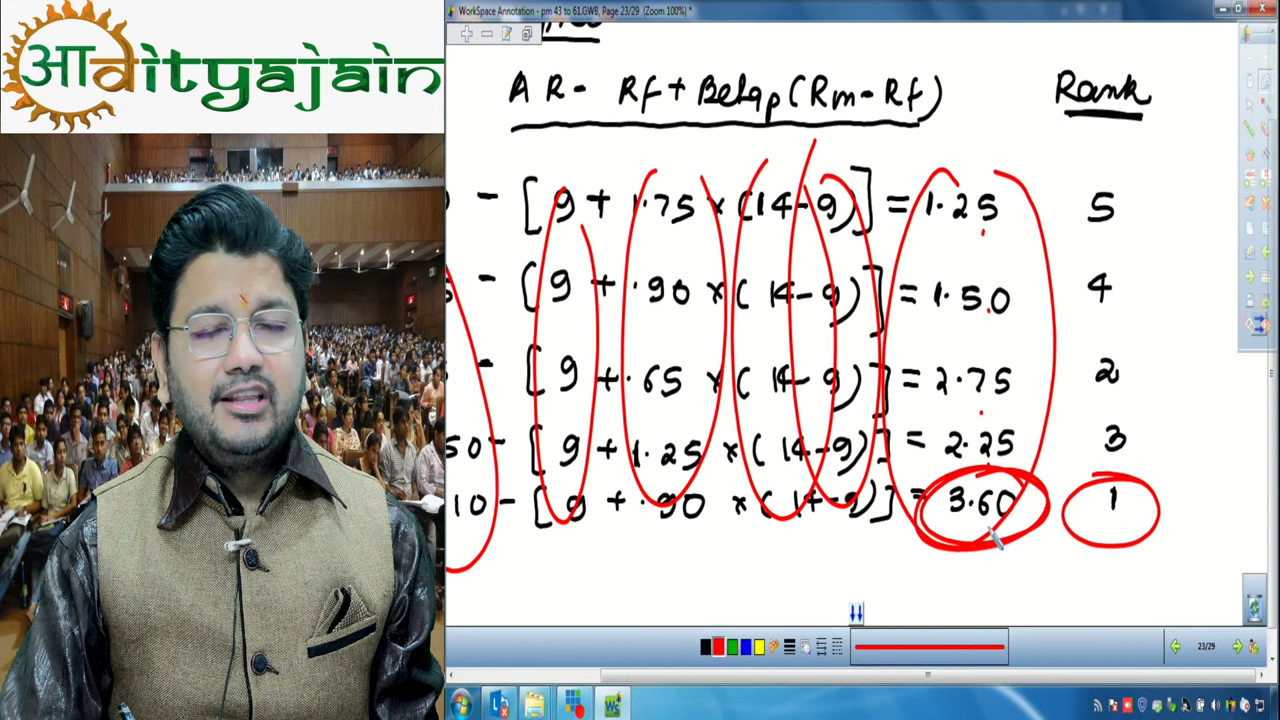 WorkSpace Annotation - pm 43 to 61.GWB, Page 23/29 (Zoom 100%) *
आdityajain
AR - Rf + Betap (Rm - Rf) Rank
0 - [9 + 1.75 × (14 - 9)] = 1.25 5
- [9 + .90 × (14 - 9)] = 1.50 4
- [9 + .65 × (14 - 9)] = 2.75 2
50 - [9 + 1.25 × (14 - 9)] = 2.25 3
10 - [9 + .90 × (14 - 9)] = 3.60 1
23/29